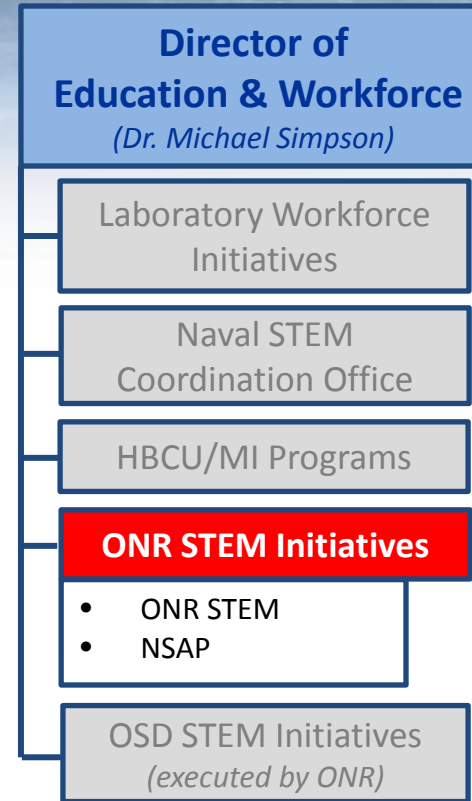 Director of
Education & Workforce
(Dr. Michael Simpson)
Laboratory Workforce
Initiatives
Naval STEM
Coordination Office
HBCU/MI Programs
ONR STEM Initiatives
• ONR STEM
• NSAP
OSD STEM Initiatives
(executed by ONR)